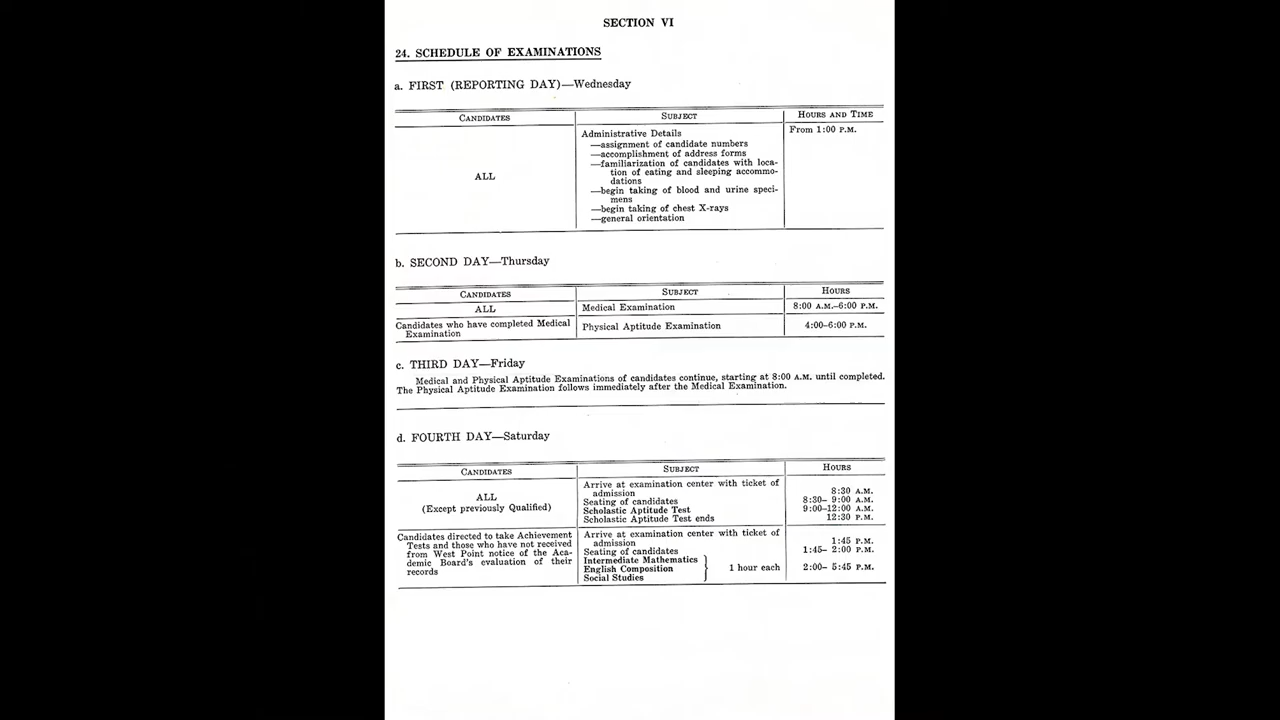 SECTION VI
24. SCHEDULE OF EXAMINATIONS
a. FIRST (REPORTING DAY)—Wednesday
CANDIDATES SUBJECT HOURS AND TIME
ALL
Administrative Details
—assignment of candidate numbers
—accomplishment of address forms
—familiarization of candidates with loca-
tion of eating and sleeping accommo-
dations
—begin taking of blood and urine speci-
mens
—begin taking of chest X-rays
—general orientation
From 1:00 P.M.
b. SECOND DAY—Thursday
CANDIDATES SUBJECT HOURS
ALL Medical Examination 8:00 A.M.–6:00 P.M.
Candidates who have completed Medical
Examination
Physical Aptitude Examination 4:00–6:00 P.M.
c. THIRD DAY—Friday
Medical and Physical Aptitude Examinations of candidates continue, starting at 8:00 A.M. until completed.
The Physical Aptitude Examination follows immediately after the Medical Examination.
d. FOURTH DAY—Saturday
CANDIDATES SUBJECT HOURS
ALL
(Except previously Qualified)
Arrive at examination center with ticket of
admission
Seating of candidates
Scholastic Aptitude Test
Scholastic Aptitude Test ends
8:30 A.M.
8:30– 9:00 A.M.
9:00–12:00 A.M.
12:30 P.M.
Candidates directed to take Achievement
Tests and those who have not received
from West Point notice of the Aca-
demic Board's evaluation of their
records
Arrive at examination center with ticket of
admission
Seating of candidates
Intermediate Mathematics
English Composition
Social Studies
1 hour each
1:45 P.M.
1:45– 2:00 P.M.
2:00– 5:45 P.M.